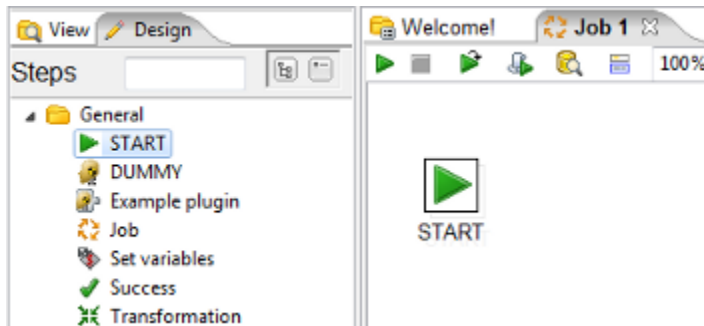 View Design
Steps
General
START
DUMMY
Example plugin
Job
Set variables
Success
Transformation
Welcome! Job 1
100%
START